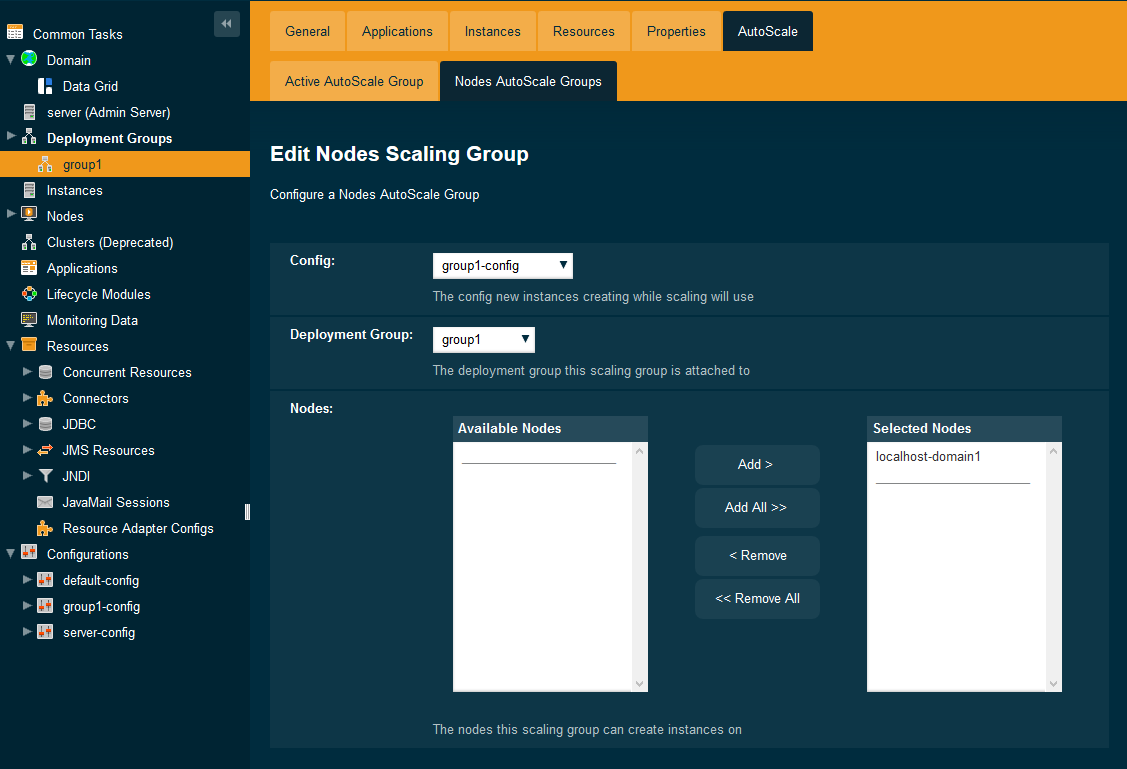 Common Tasks
Domain
Data Grid
server (Admin Server)
Deployment Groups
group1
Instances
Nodes
Clusters (Deprecated)
Applications
Lifecycle Modules
Monitoring Data
Resources
Concurrent Resources
Connectors
JDBC
JMS Resources
JNDI
JavaMail Sessions
Resource Adapter Configs
Configurations
default-config
group1-config
server-config
General Applications Instances Resources Properties AutoScale
Active AutoScale Group Nodes AutoScale Groups
Edit Nodes Scaling Group
Configure a Nodes AutoScale Group
Config: group1-config
The config new instances creating while scaling will use
Deployment Group: group1
The deployment group this scaling group is attached to
Nodes:
Available Nodes
Add >
Add All >>
< Remove
<< Remove All
Selected Nodes
localhost-domain1
The nodes this scaling group can create instances on